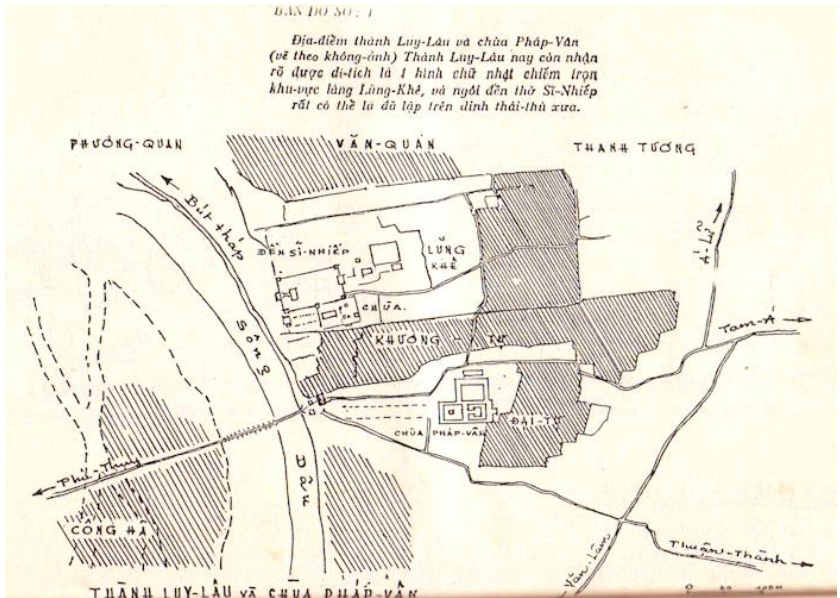 BẢN ĐỒ SỐ : 1
Địa-điểm thành Luy-Lâu và chùa Pháp-Vân
(vẽ theo không-ảnh) Thành Luy-Lâu nay còn nhận
rõ được di-tích là 1 hình chữ nhật chiếm trọn
khu-vực làng Lũng-Khê, và ngôi đền thờ Sĩ-Nhiếp
rất có thể là đã lập trên dinh thái-thú xưa.
PHƯƠNG-QUAN
VĂN-QUAN
THANH TƯƠNG
Bút tháp
ĐỀN SĨ-NHIẾP
LŨNG
KHÊ
Á-Lữ
CHÙA.
Sông
KHƯƠNG - TỰ
Tam-Á
ĐẠI-TỰ
CHÙA PHÁP-VÂN
Dâu
Phú-Thụy
CÔNG HÀ
Văn-Lâm
Thuận-Thành
THÀNH LUY-LÂU VÀ CHÙA PHÁP-VÂN